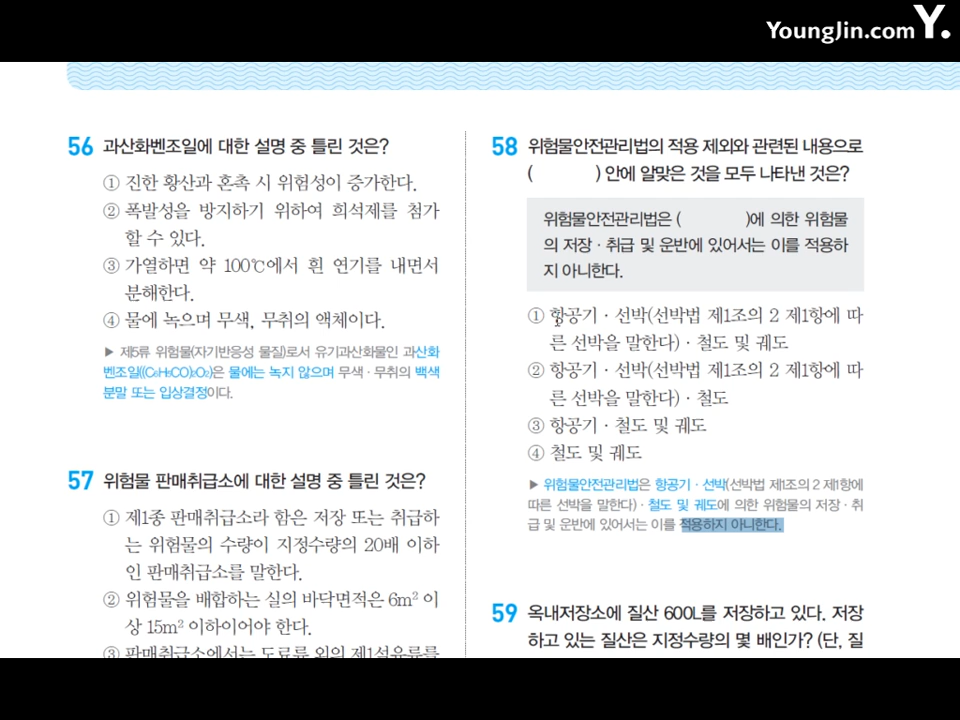 YoungJin.com Y.
56 과산화벤조일에 대한 설명 중 틀린 것은?
① 진한 황산과 혼촉 시 위험성이 증가한다.
② 폭발성을 방지하기 위하여 희석제를 첨가
할 수 있다.
③ 가열하면 약 100℃에서 흰 연기를 내면서
분해한다.
④ 물에 녹으며 무색, 무취의 액체이다.
▶ 제5류 위험물(자기반응성 물질)로서 유기과산화물인 과산화
벤조일((C₆H₅CO)₂O₂)은 물에는 녹지 않으며 무색·무취의 백색
분말 또는 입상결정이다.
57 위험물 판매취급소에 대한 설명 중 틀린 것은?
① 제1종 판매취급소라 함은 저장 또는 취급하
는 위험물의 수량이 지정수량의 20배 이하
인 판매취급소를 말한다.
② 위험물을 배합하는 실의 바닥면적은 6m² 이
상 15m² 이하이어야 한다.
③ 판매취급소에서는 도료류 외의 제1석유류를
58 위험물안전관리법의 적용 제외와 관련된 내용으로
( ) 안에 알맞은 것을 모두 나타낸 것은?
위험물안전관리법은 ( )에 의한 위험물
의 저장·취급 및 운반에 있어서는 이를 적용하
지 아니한다.
① 항공기·선박(선박법 제1조의 2 제1항에 따
른 선박을 말한다)·철도 및 궤도
② 항공기·선박(선박법 제1조의 2 제1항에 따
른 선박을 말한다)·철도
③ 항공기·철도 및 궤도
④ 철도 및 궤도
▶ 위험물안전관리법은 항공기·선박(선박법 제1조의 2 제1항에
따른 선박을 말한다)·철도 및 궤도에 의한 위험물의 저장·취
급 및 운반에 있어서는 이를 적용하지 아니한다.
59 옥내저장소에 질산 600L를 저장하고 있다. 저장
하고 있는 질산은 지정수량의 몇 배인가? (단, 질